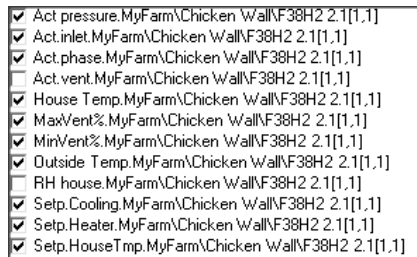 Act pressure.MyFarm\Chicken Wall\F38H2 2.1[1,1]
Act.inlet.MyFarm\Chicken Wall\F38H2 2.1[1,1]
Act.phase.MyFarm\Chicken Wall\F38H2 2.1[1,1]
Act.vent.MyFarm\Chicken Wall\F38H2 2.1[1,1]
House Temp.MyFarm\Chicken Wall\F38H2 2.1[1,1]
MaxVent%.MyFarm\Chicken Wall\F38H2 2.1[1,1]
MinVent%.MyFarm\Chicken Wall\F38H2 2.1[1,1]
Outside Temp.MyFarm\Chicken Wall\F38H2 2.1[1,1]
RH house.MyFarm\Chicken Wall\F38H2 2.1[1,1]
Setp.Cooling.MyFarm\Chicken Wall\F38H2 2.1[1,1]
Setp.Heater.MyFarm\Chicken Wall\F38H2 2.1[1,1]
Setp.HouseTmp.MyFarm\Chicken Wall\F38H2 2.1[1,1]